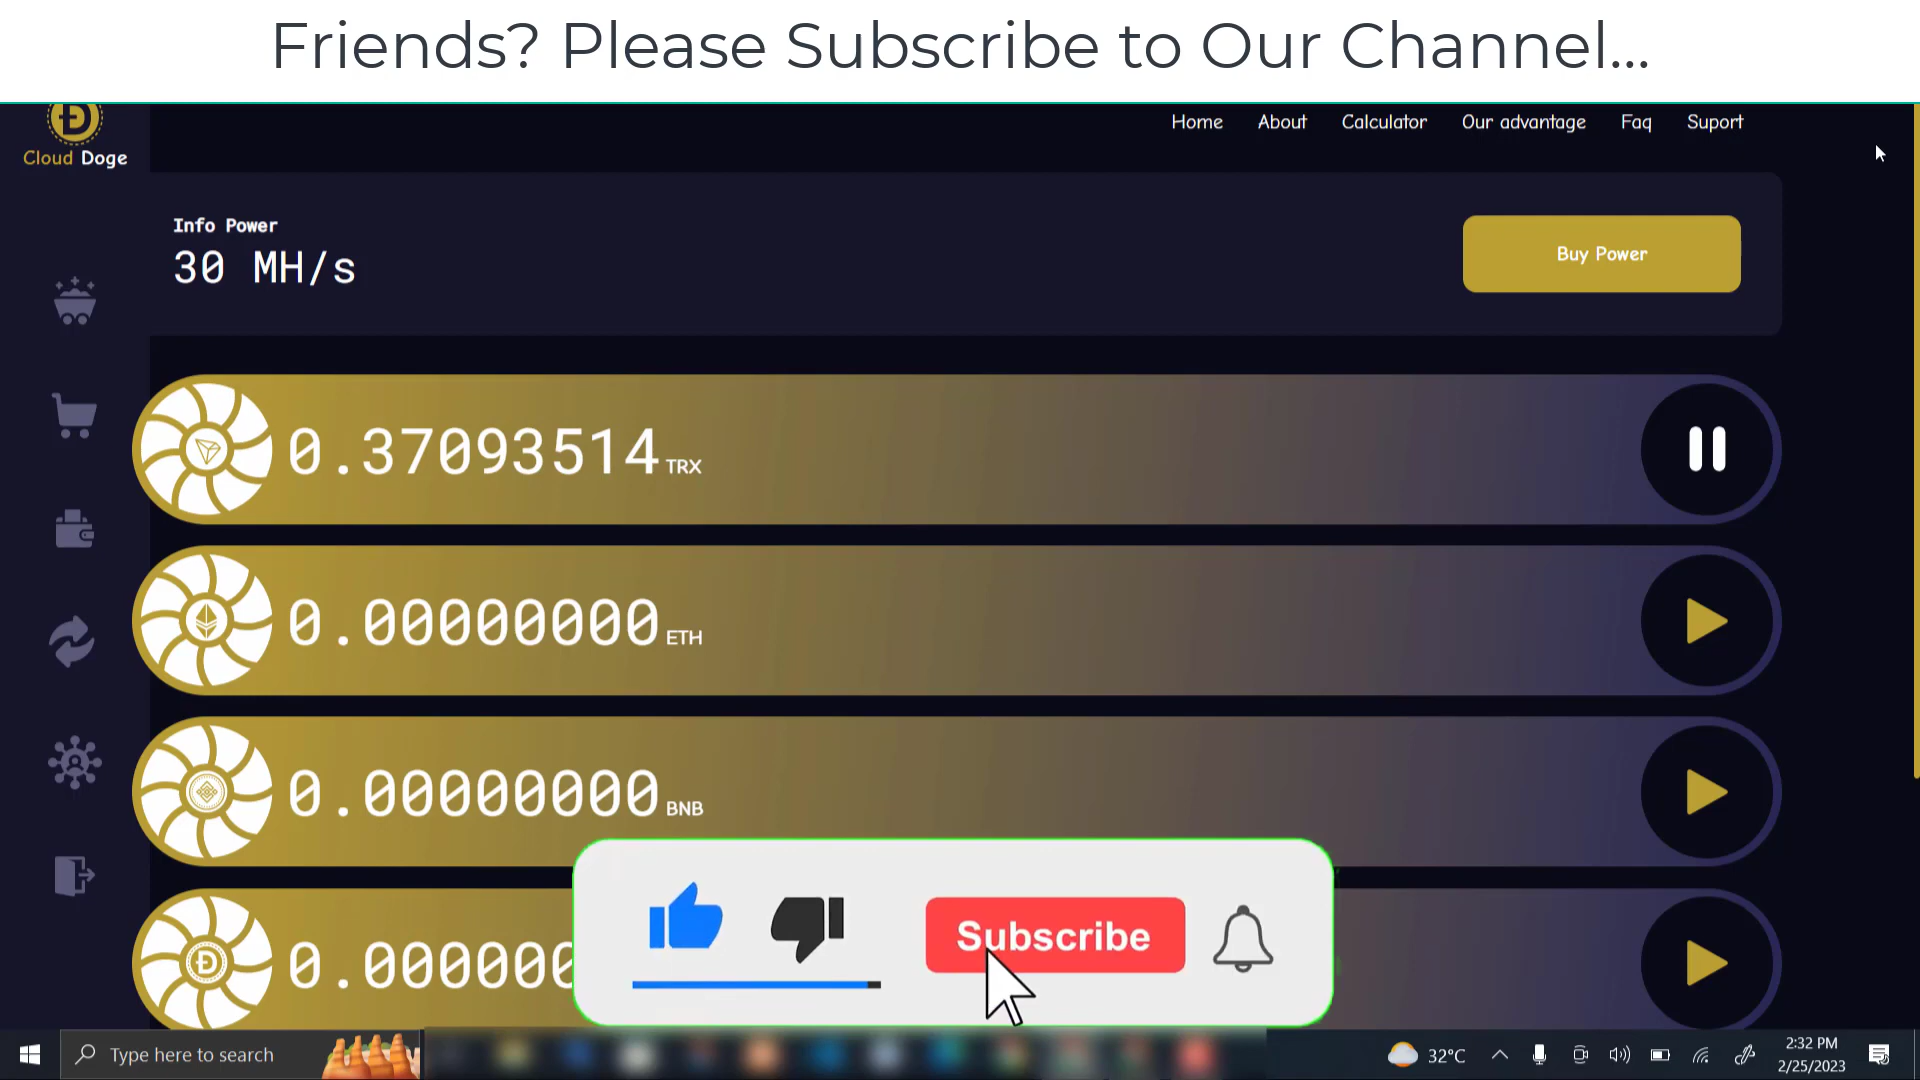 Friends? Please Subscribe to Our Channel...
Cloud Doge
Home About Calculator Our advantage Faq Suport
Info Power
30 MH/s
Buy Power
0.37093514 TRX
0.00000000 ETH
0.00000000 BNB
0.000000
Subscribe
Type here to search
32°C
2:32 PM
2/25/2023